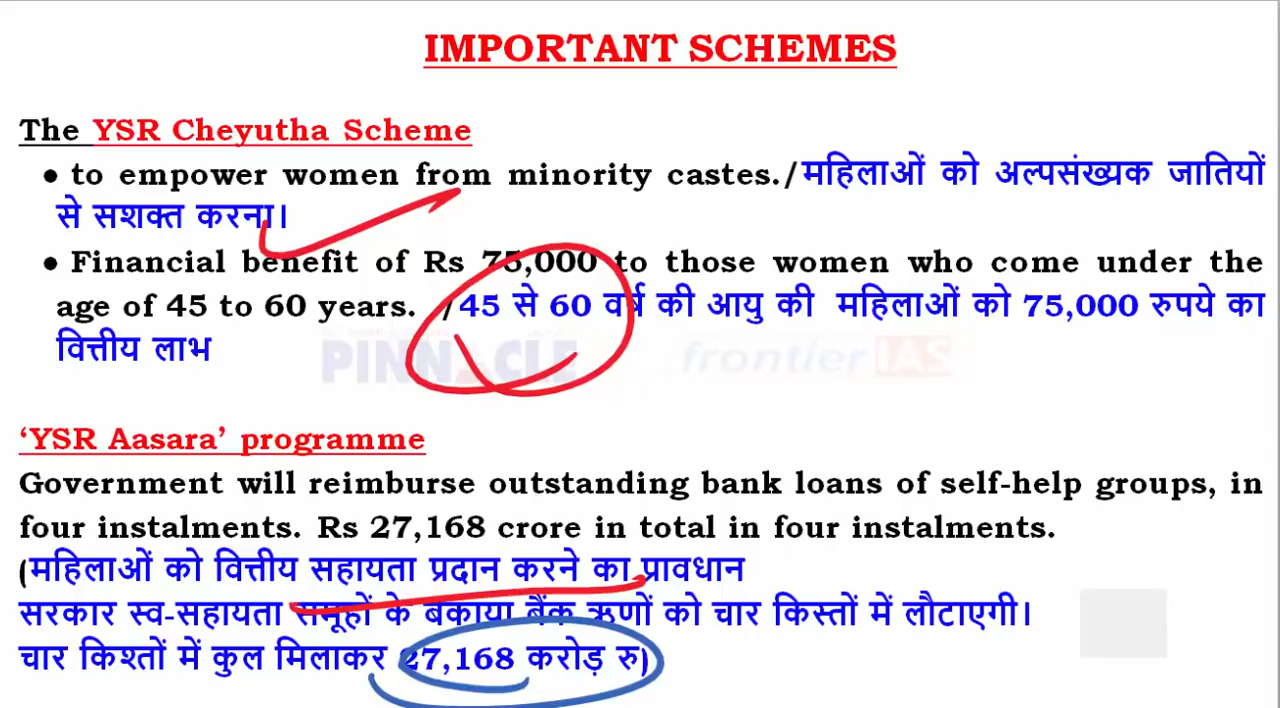 IMPORTANT SCHEMES
The YSR Cheyutha Scheme
● to empower women from minority castes./महिलाओं को अल्पसंख्यक जातियों
से सशक्त करना।
● Financial benefit of Rs 75,000 to those women who come under the
age of 45 to 60 years. /45 से 60 वर्ष की आयु की महिलाओं को 75,000 रुपये का
वित्तीय लाभ
PINNACLE frontier IAS
‘YSR Aasara’ programme
Government will reimburse outstanding bank loans of self-help groups, in
four instalments. Rs 27,168 crore in total in four instalments.
(महिलाओं को वित्तीय सहायता प्रदान करने का प्रावधान
सरकार स्व-सहायता समूहों के बकाया बैंक ऋणों को चार किस्तों में लौटाएगी।
चार किश्तों में कुल मिलाकर 27,168 करोड़ रु)